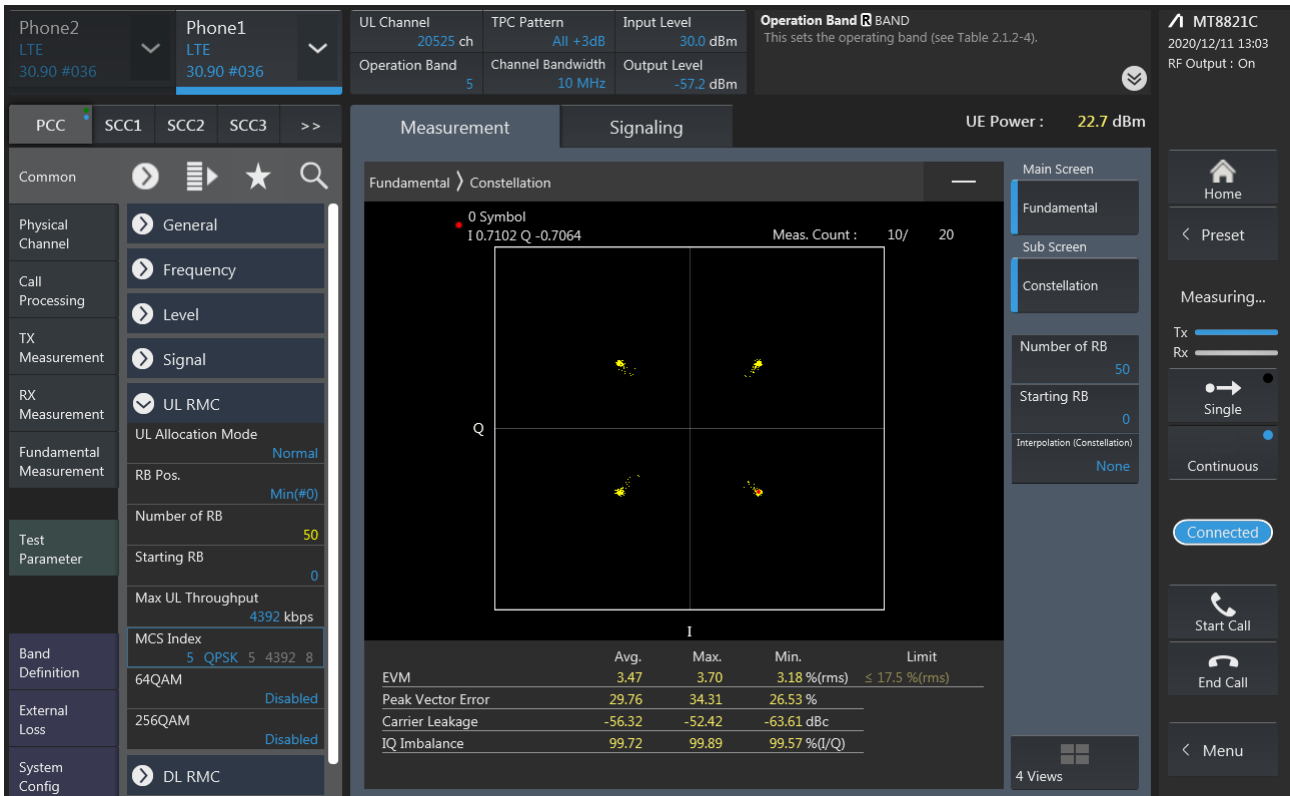 Phone2
LTE
30.90 #036
Phone1
LTE
30.90 #036
UL Channel
20525 ch
TPC Pattern
All +3dB
Input Level
30.0 dBm
Operation Band
5
Channel Bandwidth
10 MHz
Output Level
-57.2 dBm
Operation Band R BAND
This sets the operating band (see Table 2.1.2-4).
MT8821C
2020/12/11 13:03
RF Output : On
PCC SCC1 SCC2 SCC3 >>
Measurement
Signaling
UE Power : 22.7 dBm
Common
Physical
Channel
Call
Processing
TX
Measurement
RX
Measurement
Fundamental
Measurement
Test
Parameter
Band
Definition
External
Loss
System
Config
General
Frequency
Level
Signal
UL RMC
UL Allocation Mode
Normal
RB Pos.
Min(#0)
Number of RB
50
Starting RB
0
Max UL Throughput
4392 kbps
MCS Index
5 QPSK 5 4392 8
64QAM
Disabled
256QAM
Disabled
DL RMC
Fundamental Constellation
0 Symbol
I 0.7102 Q -0.7064
Meas. Count : 10/ 20
Q
I
Avg. Max. Min. Limit
EVM 3.47 3.70 3.18 %(rms) ≤ 17.5 %(rms)
Peak Vector Error 29.76 34.31 26.53 %
Carrier Leakage -56.32 -52.42 -63.61 dBc
IQ Imbalance 99.72 99.89 99.57 %(I/Q)
Main Screen
Fundamental
Sub Screen
Constellation
Number of RB
50
Starting RB
0
Interpolation (Constellation)
None
4 Views
Home
< Preset
Measuring...
Tx
Rx
Single
Continuous
Connected
Start Call
End Call
< Menu